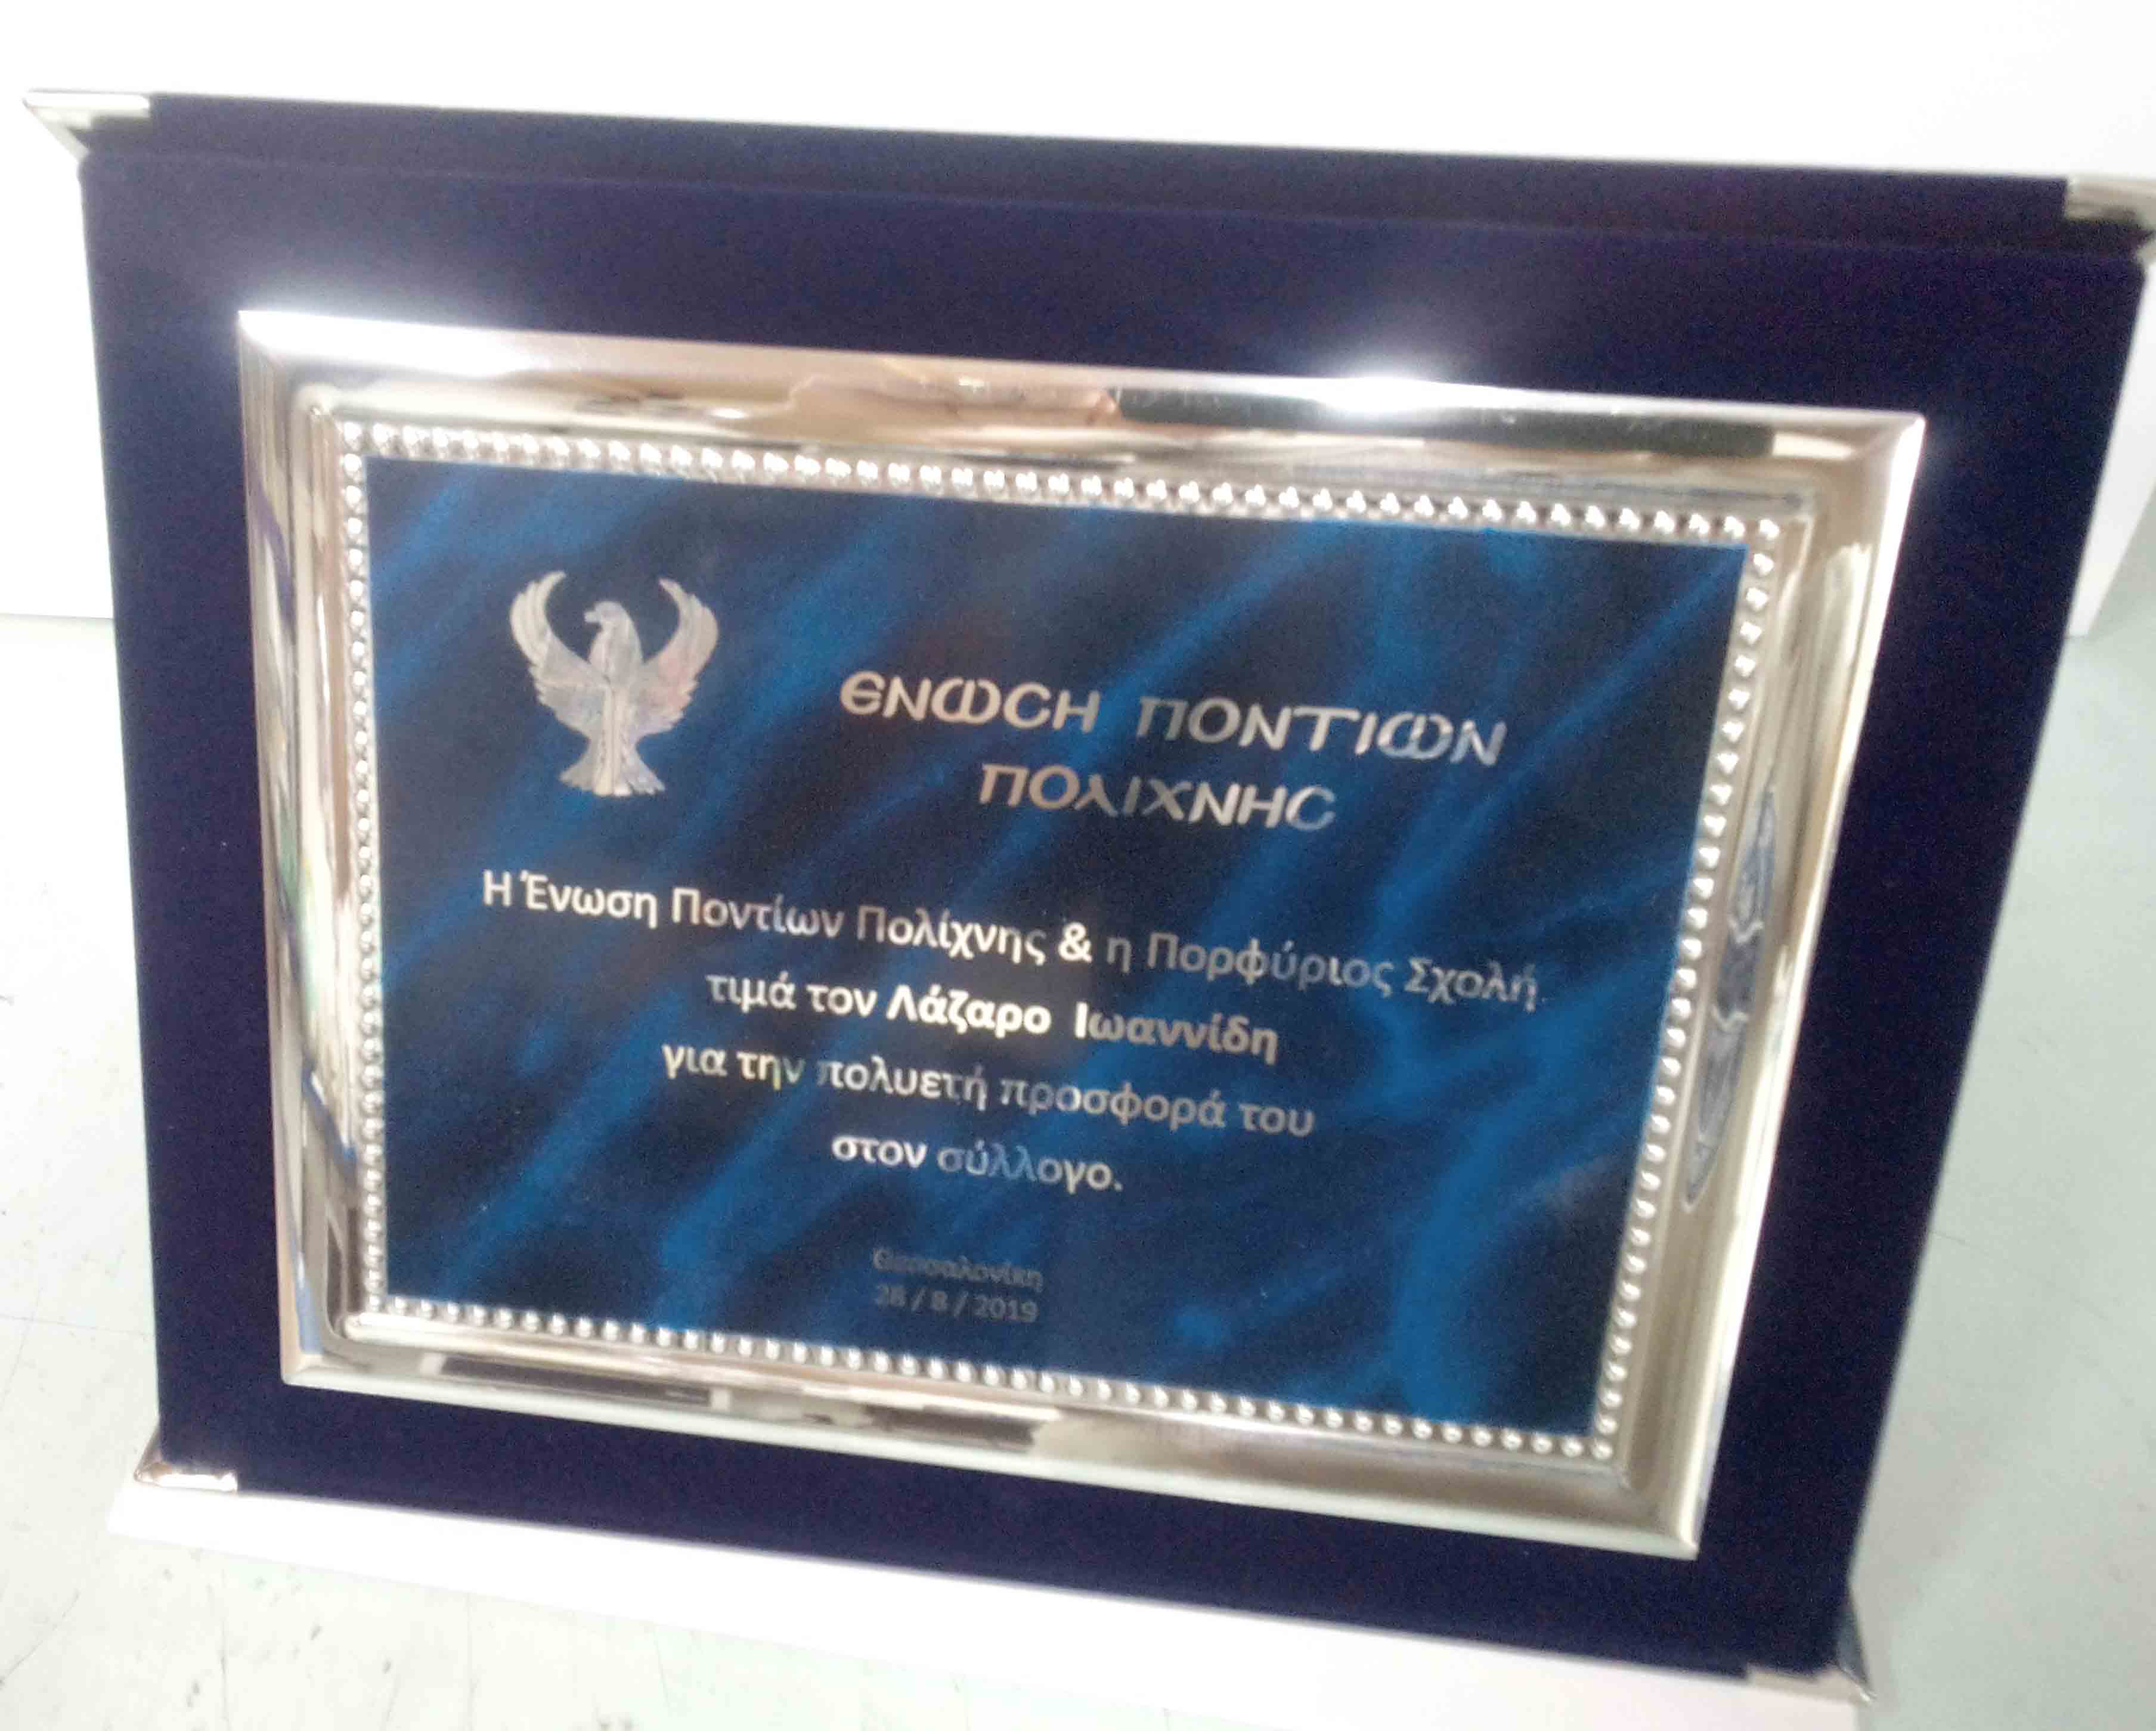 ΕΝΩΣΗ ΠΟΝΤΙΩΝ
ΠΟΛΙΧΝΗΣ
Η Ένωση Ποντίων Πολίχνης & η Πορφύριος Σχολή
τιμά τον Λάζαρο Ιωαννίδη
για την πολυετή προσφορά του
στον σύλλογο.
Θεσσαλονίκη
28 / 8 / 2019